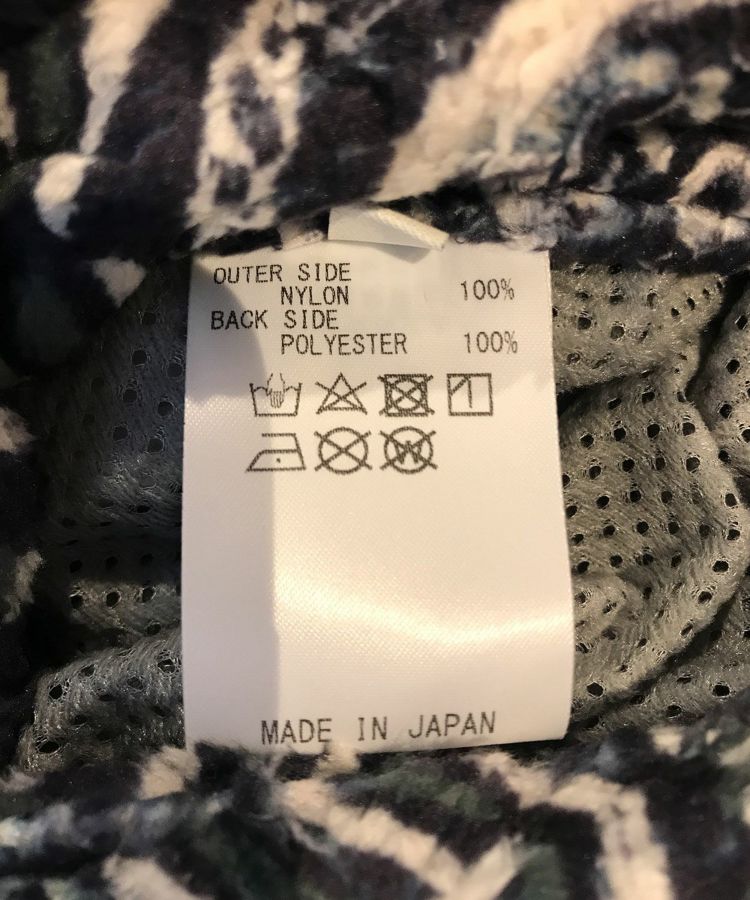 OUTER SIDE
NYLON 100%
BACK SIDE
POLYESTER 100%
MADE IN JAPAN